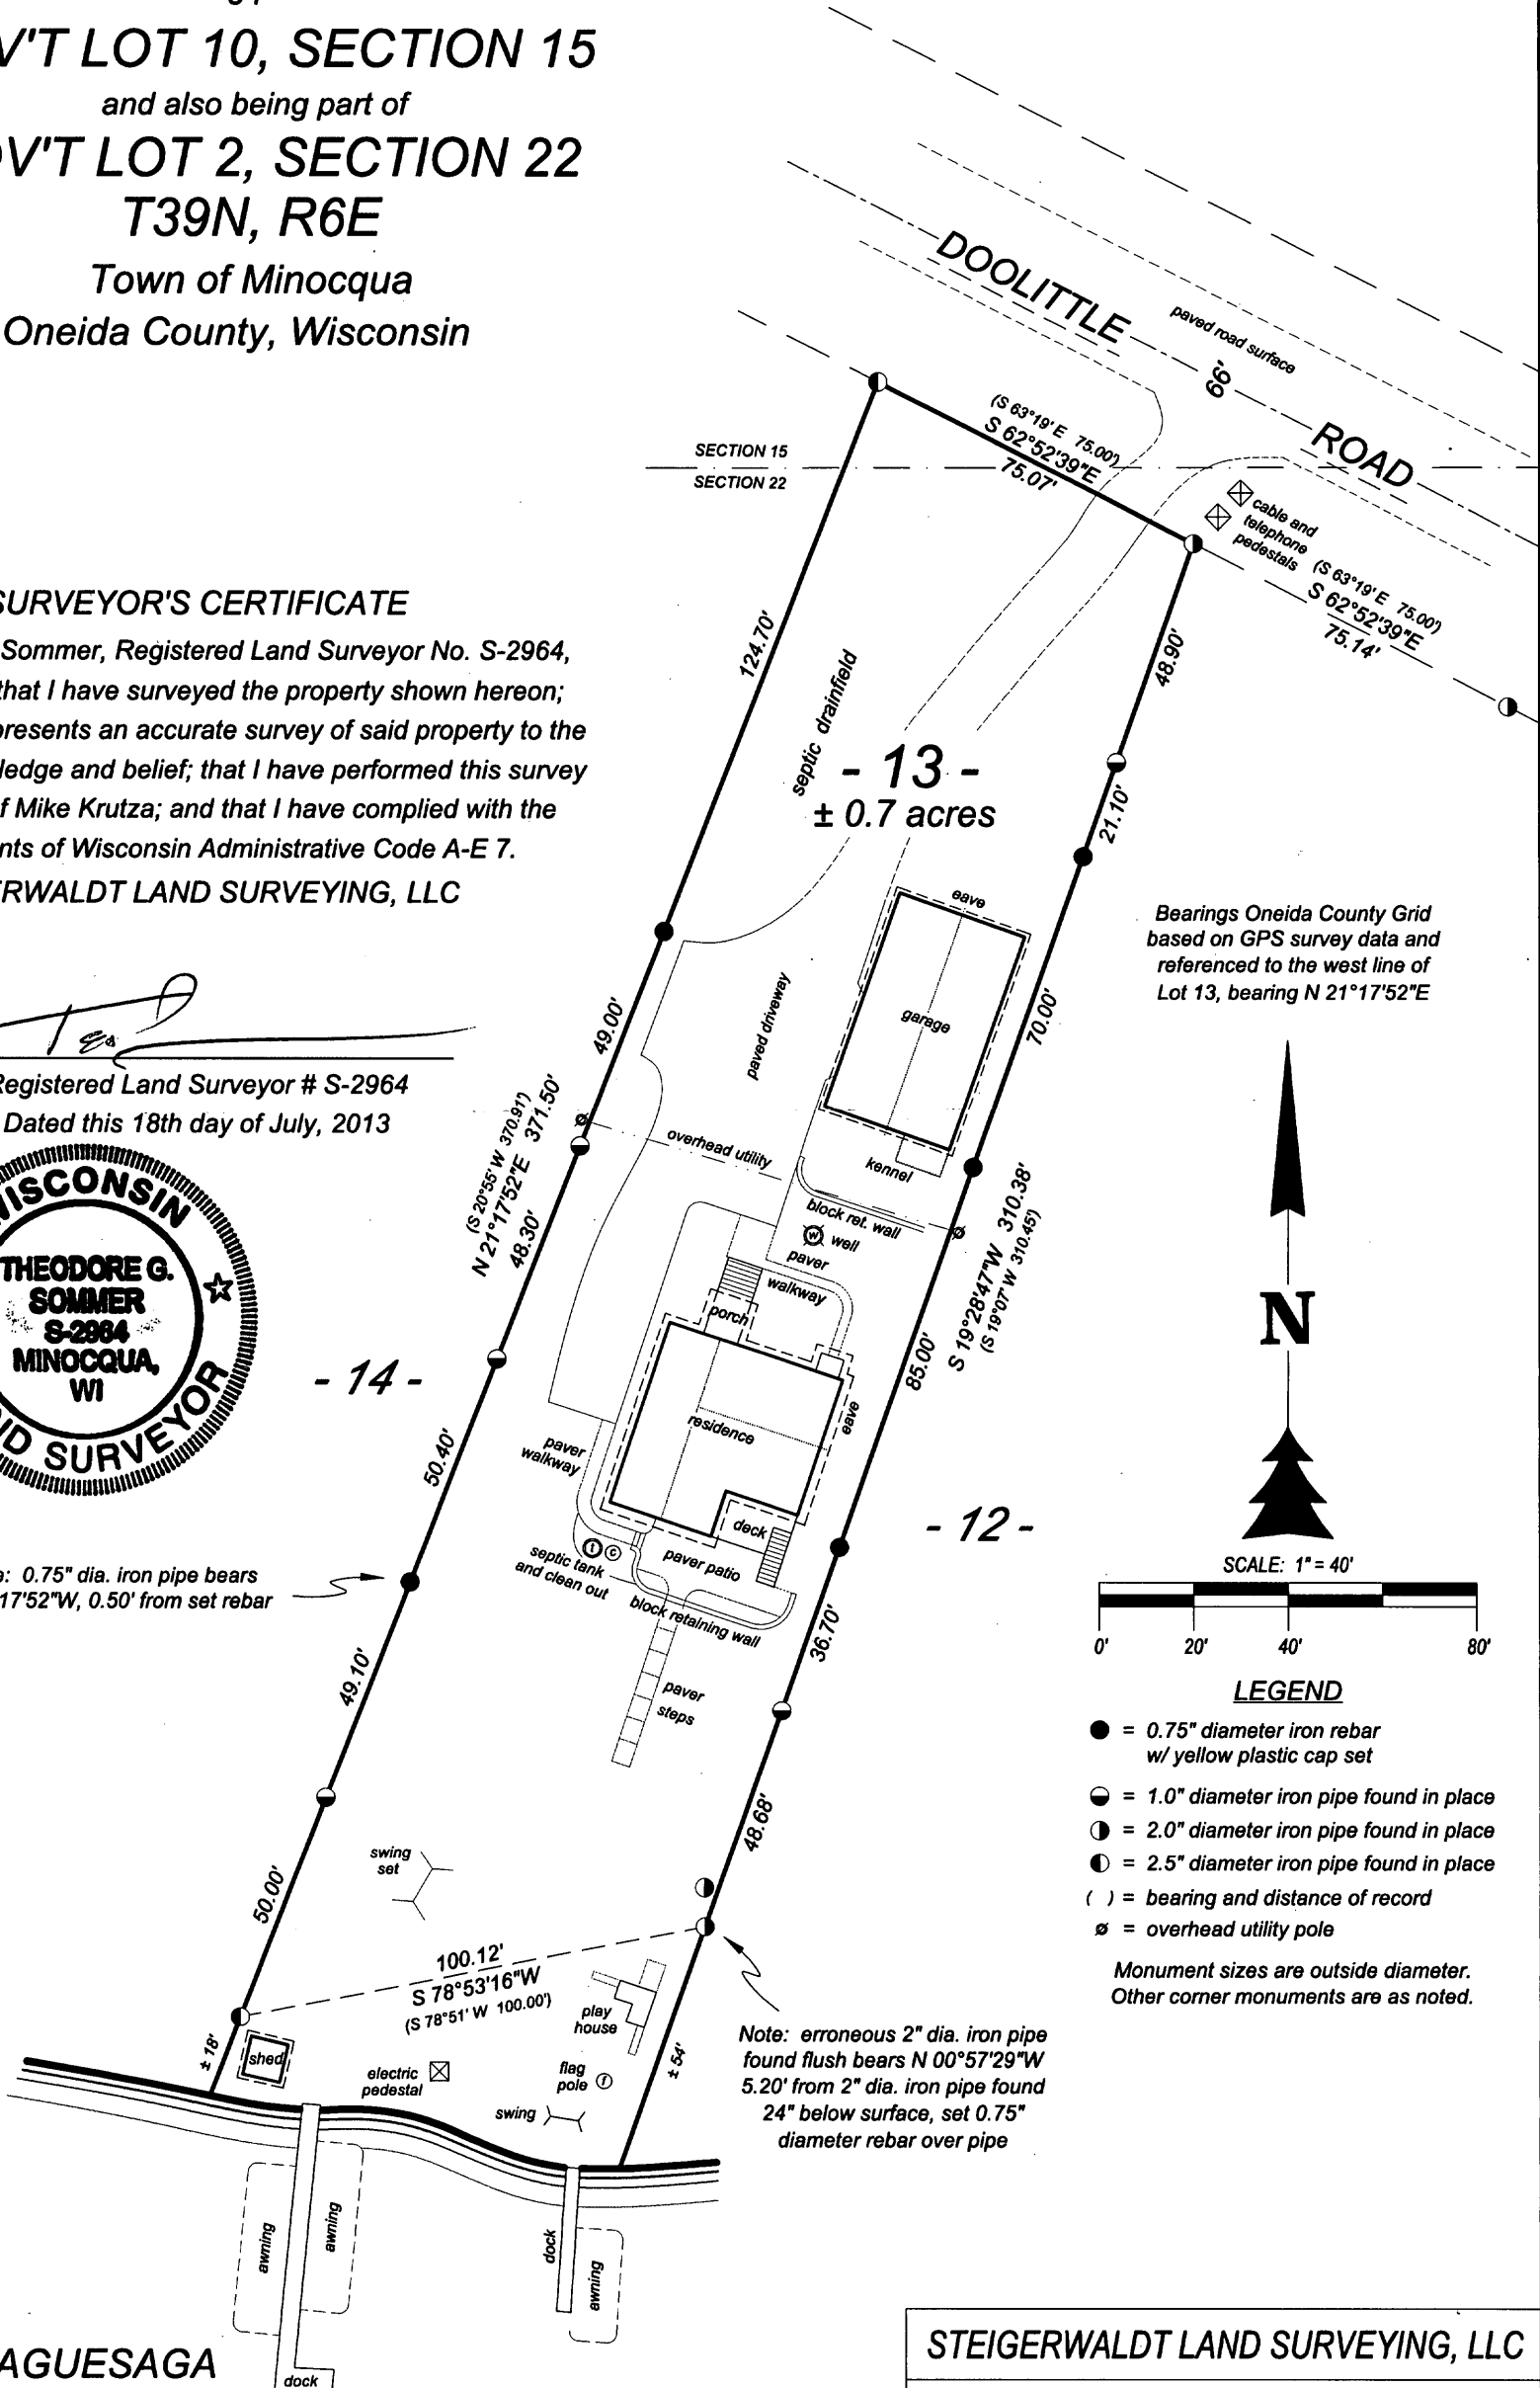 V'T LOT 10, SECTION 15
and also being part of
V'T LOT 2, SECTION 22
T39N, R6E
Town of Minocqua
Oneida County, Wisconsin
DOOLITTLE
ROAD
paved road surface
66'
SECTION 15
SECTION 22
(S 63°19' E 75.00')
S 62°52'39"E
75.07'
cable and
telephone
pedestals
(S 63°19' E 75.00')
S 62°52'39"E
75.14'
SURVEYOR'S CERTIFICATE
Sommer, Registered Land Surveyor No. S-2964,
that I have surveyed the property shown hereon;
presents an accurate survey of said property to the
ledge and belief; that I have performed this survey
f Mike Krutza; and that I have complied with the
nts of Wisconsin Administrative Code A-E 7.
RWALDT LAND SURVEYING, LLC
Registered Land Surveyor # S-2964
Dated this 18th day of July, 2013
WISCONSIN
THEODORE G.
SOMMER
S-2964
MINOCQUA,
WI
D SURVEYOR
124.70'
48.90'
septic drainfield
- 13 -
± 0.7 acres
21.10'
eave
garage
70.00'
paved driveway
49.00'
Bearings Oneida County Grid
based on GPS survey data and
referenced to the west line of
Lot 13, bearing N 21°17'52"E
(S 20°55' W 370.91')
N 21°17'52"E 371.50'
48.30'
overhead utility
kennel
block ret. wall
W
well
paver
walkway
S 19°28'47"W 310.38'
(S 19°07' W 310.45')
85.00'
N
porch
- 14 -
residence
eave
paver
walkway
50.40'
deck
- 12 -
t
c
septic tank
and clean out
paver patio
block retaining wall
: 0.75" dia. iron pipe bears
17'52"W, 0.50' from set rebar
SCALE: 1" = 40'
0' 20' 40' 80'
36.70'
49.10'
paver
steps
LEGEND
= 0.75" diameter iron rebar
w/ yellow plastic cap set
= 1.0" diameter iron pipe found in place
= 2.0" diameter iron pipe found in place
= 2.5" diameter iron pipe found in place
( ) = bearing and distance of record
= overhead utility pole
Monument sizes are outside diameter.
Other corner monuments are as noted.
48.68'
swing
set
50.00'
100.12'
S 78°53'16"W
(S 78°51' W 100.00')
play
house
Note: erroneous 2" dia. iron pipe
found flush bears N 00°57'29"W
5.20' from 2" dia. iron pipe found
24" below surface, set 0.75"
diameter rebar over pipe
± 18'
shed
electric
pedestal
flag
pole
f
± 54'
swing
awning
awning
dock
awning
dock
AGUESAGA
STEIGERWALDT LAND SURVEYING, LLC